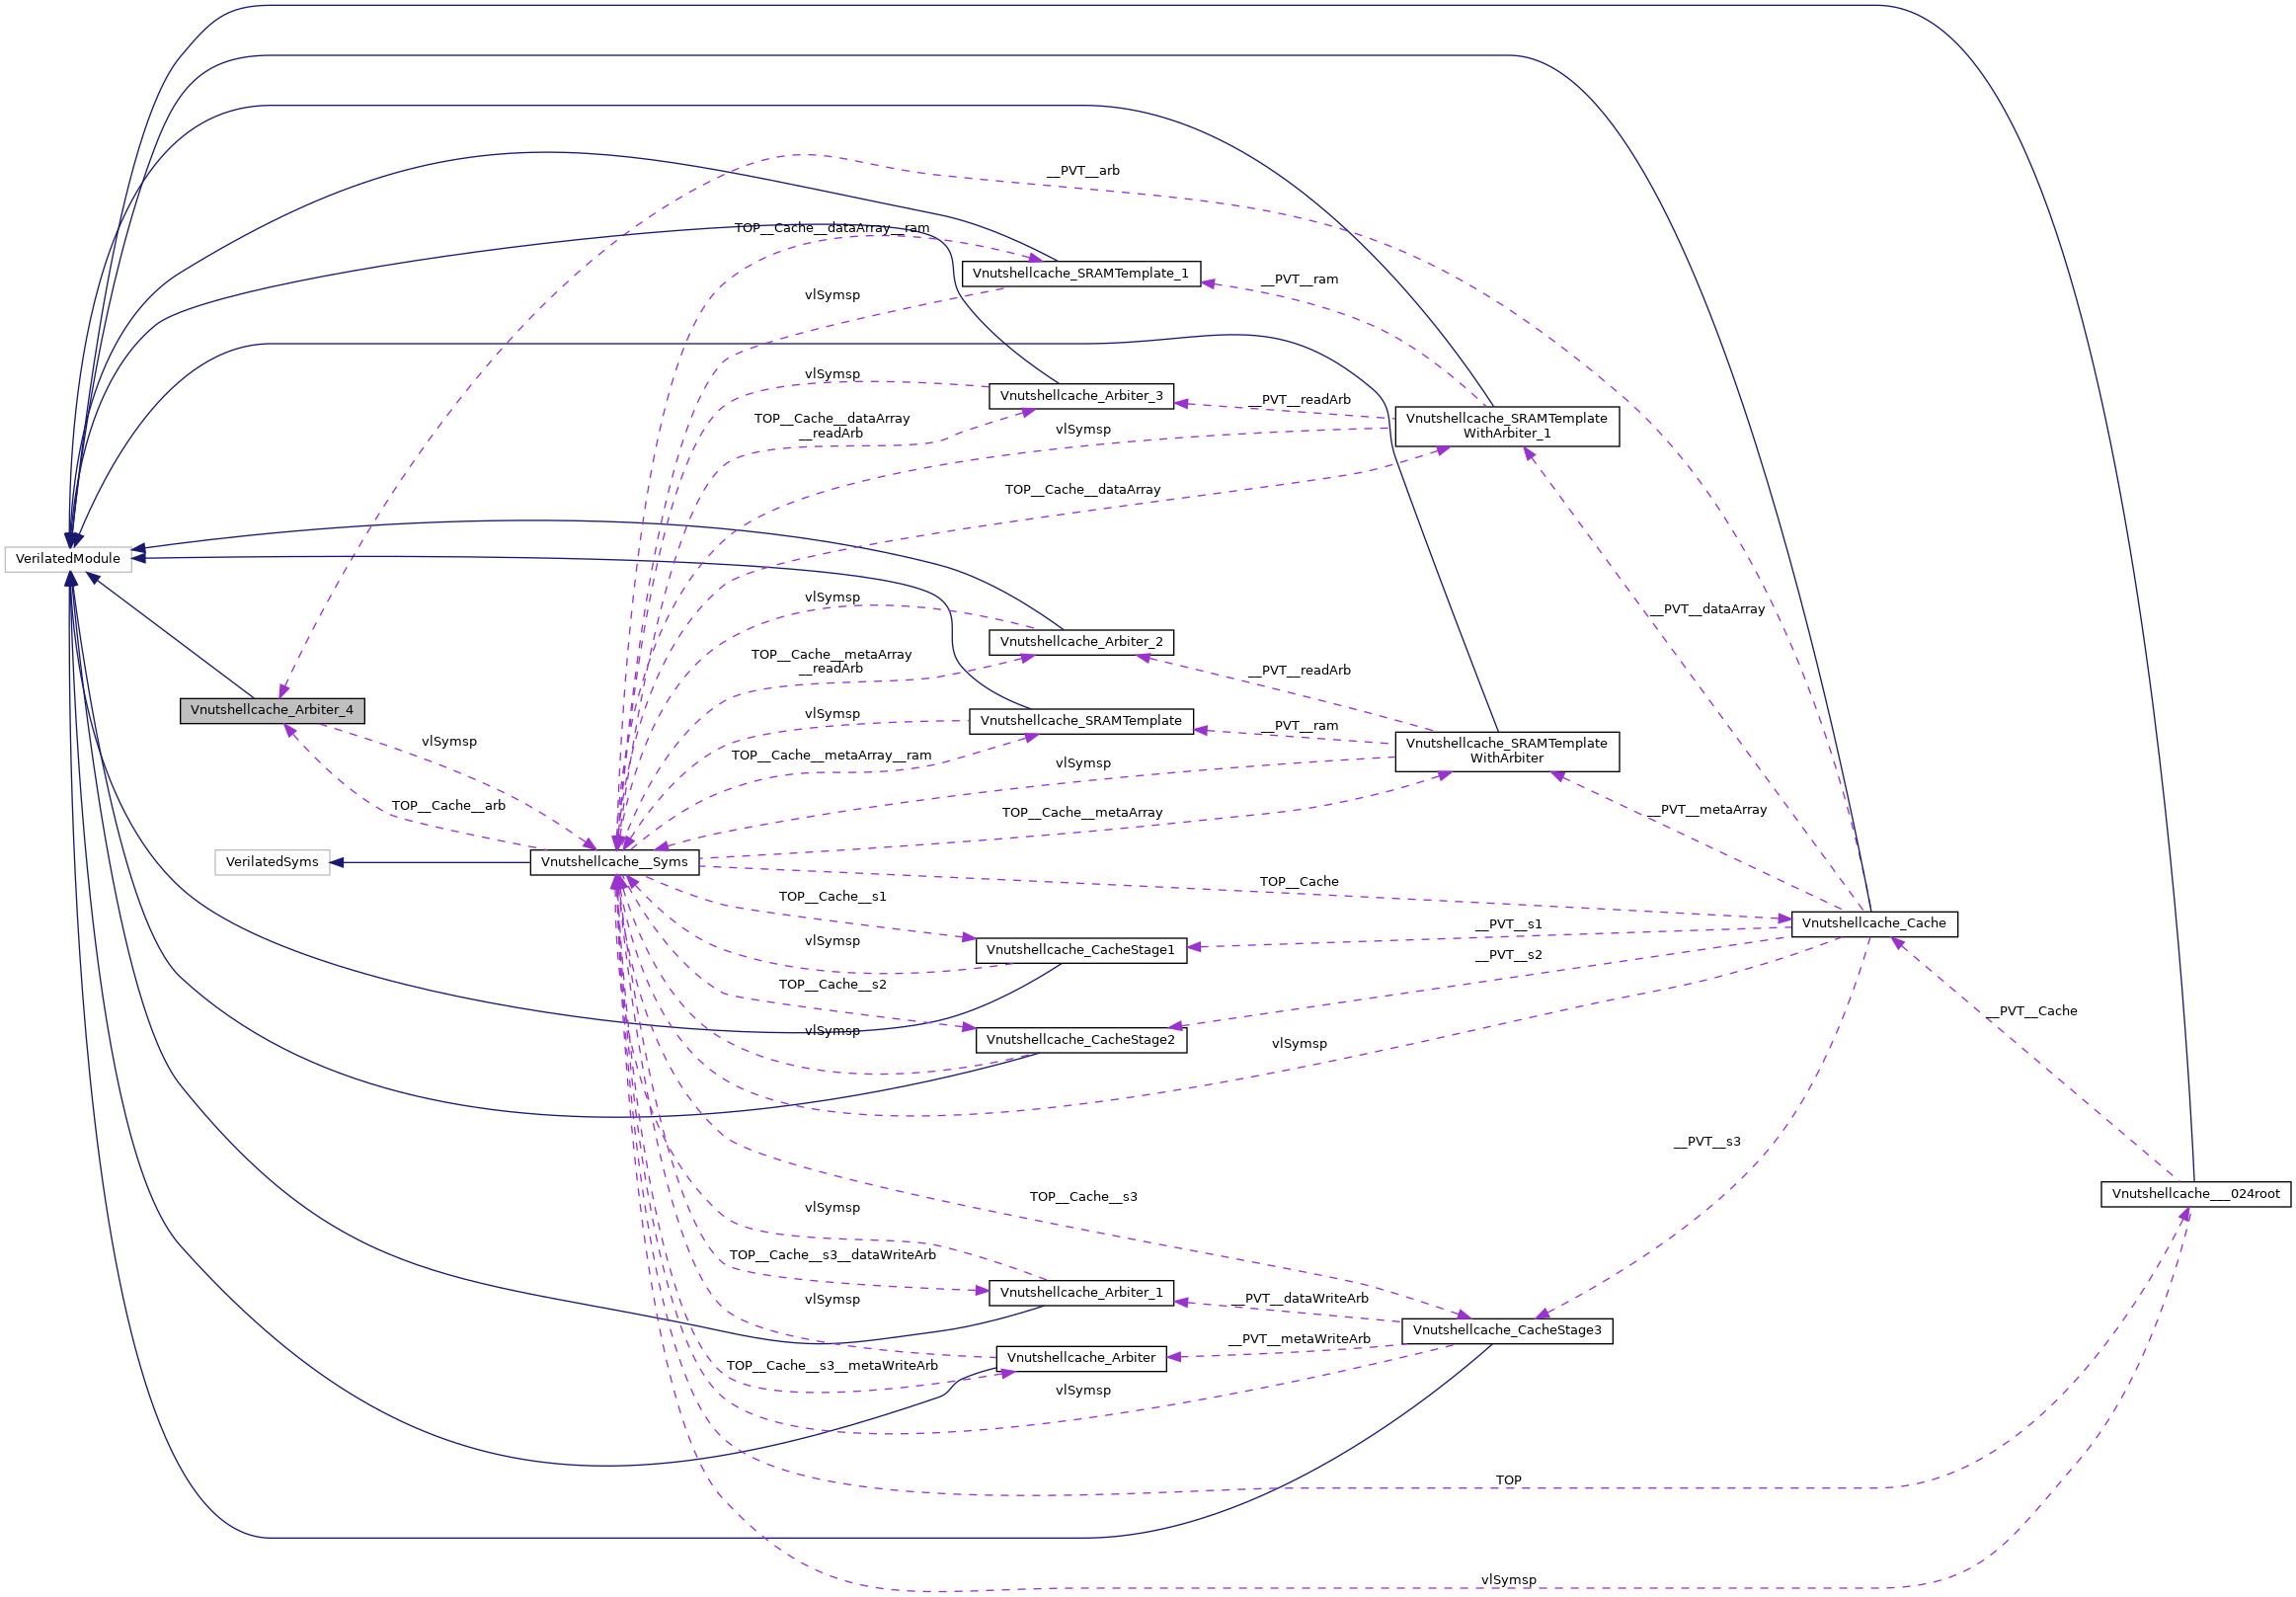 __PVT__arb
TOP__Cache__dataArray__ram
Vnutshellcache_SRAMTemplate_1
__PVT__ram
vlSymsp
vlSymsp
Vnutshellcache_Arbiter_3
__PVT__readArb
TOP__Cache__dataArray
__readArb
vlSymsp
Vnutshellcache_SRAMTemplate
WithArbiter_1
TOP__Cache__dataArray
VerilatedModule
vlSymsp
__PVT__dataArray
Vnutshellcache_Arbiter_2
TOP__Cache__metaArray
__readArb
__PVT__readArb
Vnutshellcache_Arbiter_4
vlSymsp
Vnutshellcache_SRAMTemplate
__PVT__ram
vlSymsp
TOP__Cache__metaArray__ram
vlSymsp
Vnutshellcache_SRAMTemplate
WithArbiter
TOP__Cache__arb
TOP__Cache__metaArray
__PVT__metaArray
VerilatedSyms
Vnutshellcache__Syms
TOP__Cache
TOP__Cache__s1
Vnutshellcache_Cache
__PVT__s1
vlSymsp
Vnutshellcache_CacheStage1
__PVT__s2
TOP__Cache__s2
__PVT__Cache
vlSymsp
Vnutshellcache_CacheStage2
vlSymsp
__PVT__s3
TOP__Cache__s3
Vnutshellcache___024root
vlSymsp
TOP__Cache__s3__dataWriteArb
Vnutshellcache_Arbiter_1
vlSymsp
__PVT__dataWriteArb
Vnutshellcache_CacheStage3
__PVT__metaWriteArb
Vnutshellcache_Arbiter
TOP__Cache__s3__metaWriteArb
vlSymsp
TOP
vlSymsp